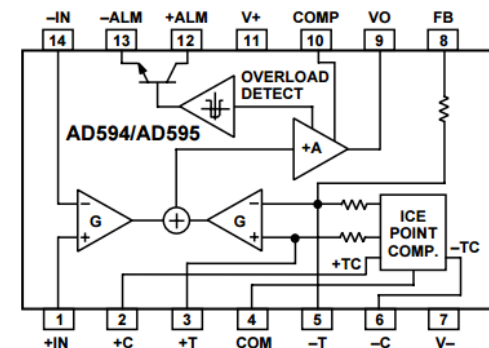 –IN –ALM +ALM V+ COMP VO FB
14 13 12 11 10 9 8
OVERLOAD
DETECT
AD594/AD595
+A
– –
G G
+ +
ICE
POINT
COMP.
–TC
+TC
1 2 3 4 5 6 7
+IN +C +T COM –T –C V–